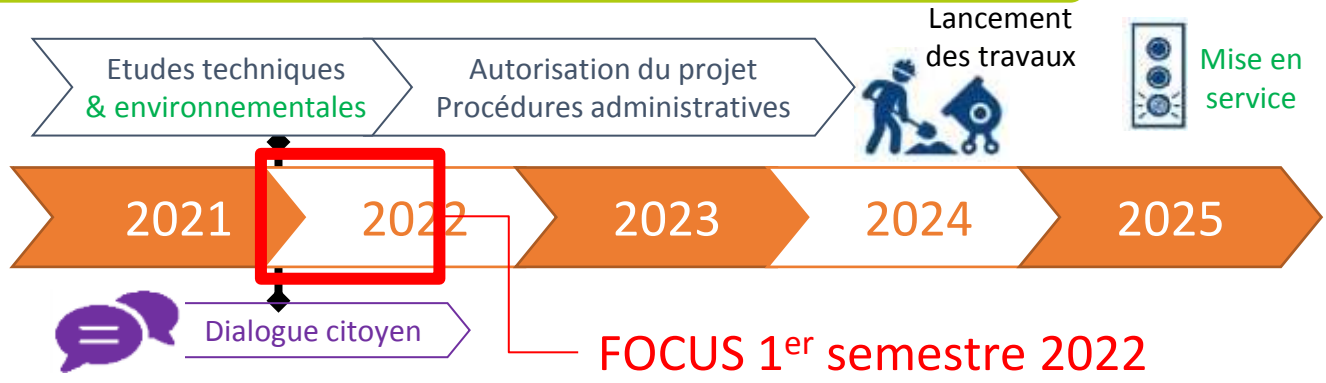 Lancement
des travaux
Etudes techniques
& environnementales
Autorisation du projet
Procédures administratives
Mise en
service
2021
2022
2023
2024
2025
Dialogue citoyen
FOCUS 1er semestre 2022